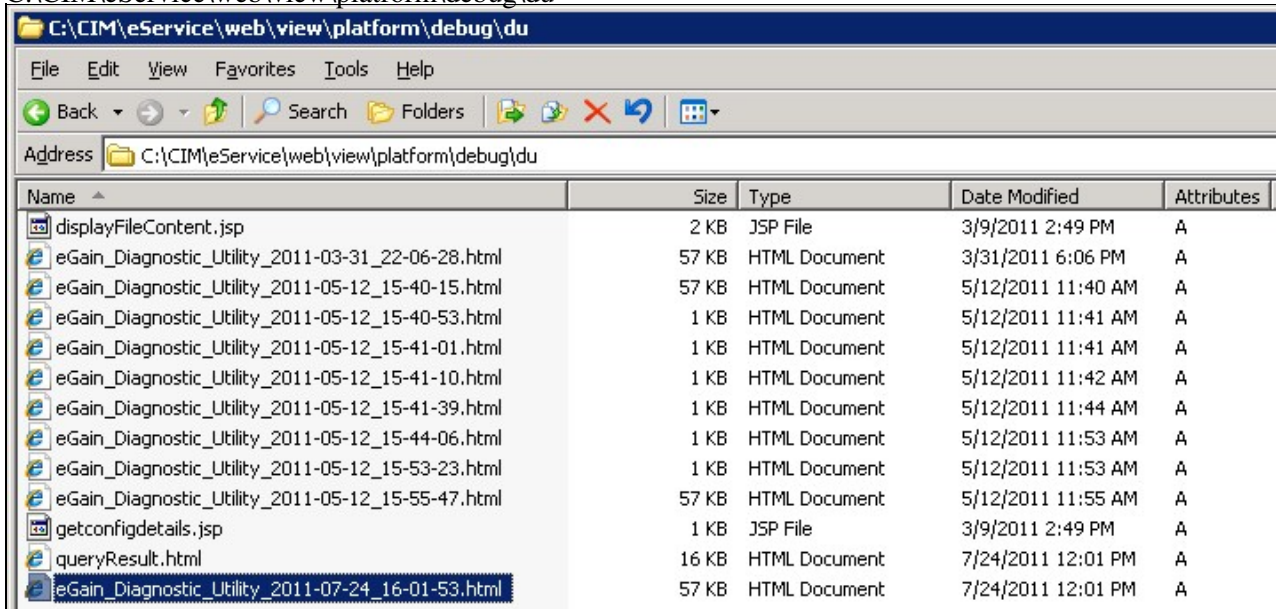 C:\CIM\eService\web\view\platform\debug\du
C:\CIM\eService\web\view\platform\debug\du
File Edit View Favorites Tools Help
Back Search Folders
Address C:\CIM\eService\web\view\platform\debug\du
Name Size Type Date Modified Attributes
displayFileContent.jsp 2 KB JSP File 3/9/2011 2:49 PM A
eGain_Diagnostic_Utility_2011-03-31_22-06-28.html 57 KB HTML Document 3/31/2011 6:06 PM A
eGain_Diagnostic_Utility_2011-05-12_15-40-15.html 57 KB HTML Document 5/12/2011 11:40 AM A
eGain_Diagnostic_Utility_2011-05-12_15-40-53.html 1 KB HTML Document 5/12/2011 11:41 AM A
eGain_Diagnostic_Utility_2011-05-12_15-41-01.html 1 KB HTML Document 5/12/2011 11:41 AM A
eGain_Diagnostic_Utility_2011-05-12_15-41-10.html 1 KB HTML Document 5/12/2011 11:42 AM A
eGain_Diagnostic_Utility_2011-05-12_15-41-39.html 1 KB HTML Document 5/12/2011 11:44 AM A
eGain_Diagnostic_Utility_2011-05-12_15-44-06.html 1 KB HTML Document 5/12/2011 11:53 AM A
eGain_Diagnostic_Utility_2011-05-12_15-53-23.html 1 KB HTML Document 5/12/2011 11:53 AM A
eGain_Diagnostic_Utility_2011-05-12_15-55-47.html 57 KB HTML Document 5/12/2011 11:55 AM A
getconfigdetails.jsp 1 KB JSP File 3/9/2011 2:49 PM A
queryResult.html 16 KB HTML Document 7/24/2011 12:01 PM A
eGain_Diagnostic_Utility_2011-07-24_16-01-53.html 57 KB HTML Document 7/24/2011 12:01 PM A